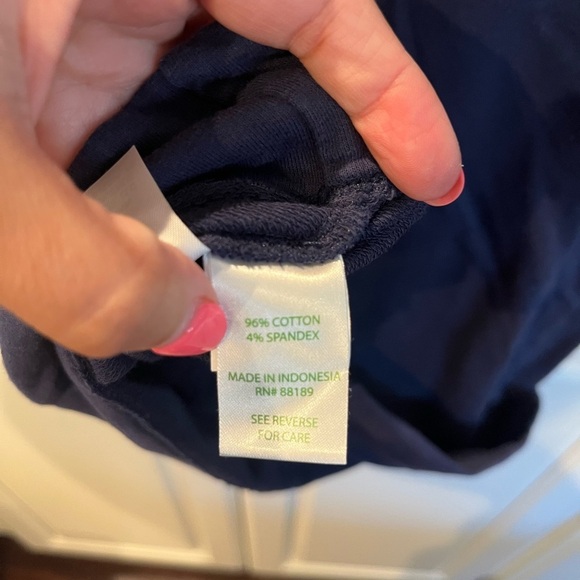 96% COTTON
4% SPANDEX
MADE IN INDONESIA
RN# 88189
SEE REVERSE
FOR CARE